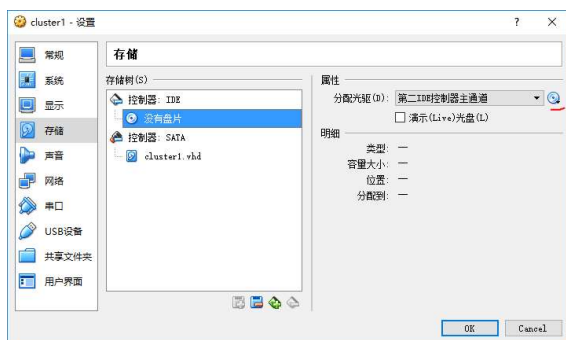 cluster1 - 设置
常规
系统
显示
存储
声音
网络
串口
USB设备
共享文件夹
用户界面
存储
存储树(S)
控制器: IDE
没有盘片
控制器: SATA
cluster1.vhd
属性
分配光驱(D): 第二IDE控制器主通道
演示(Live)光盘(L)
明细
类型: —
容量大小: —
位置: —
分配到: —
OK Cancel